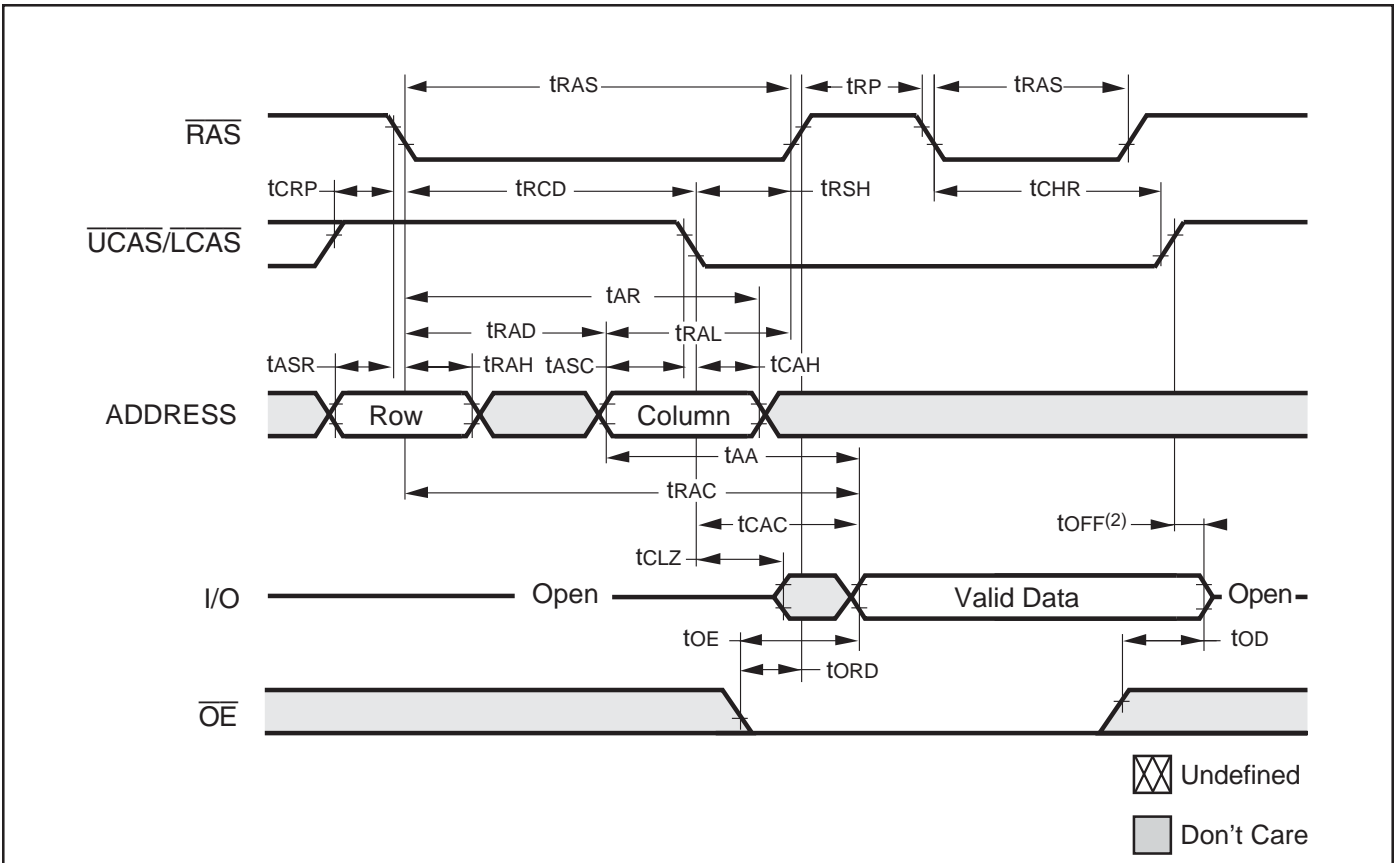 tRAS tRP tRAS
RAS
tCRP tRCD tRSH tCHR
UCAS/LCAS
tAR
tRAD tRAL
tASR tRAH tASC tCAH
ADDRESS Row Column
tAA
tRAC
tCAC tOFF(2)
tCLZ
I/O Open Valid Data Open
tOE tOD
tORD
OE
Undefined
Don't Care